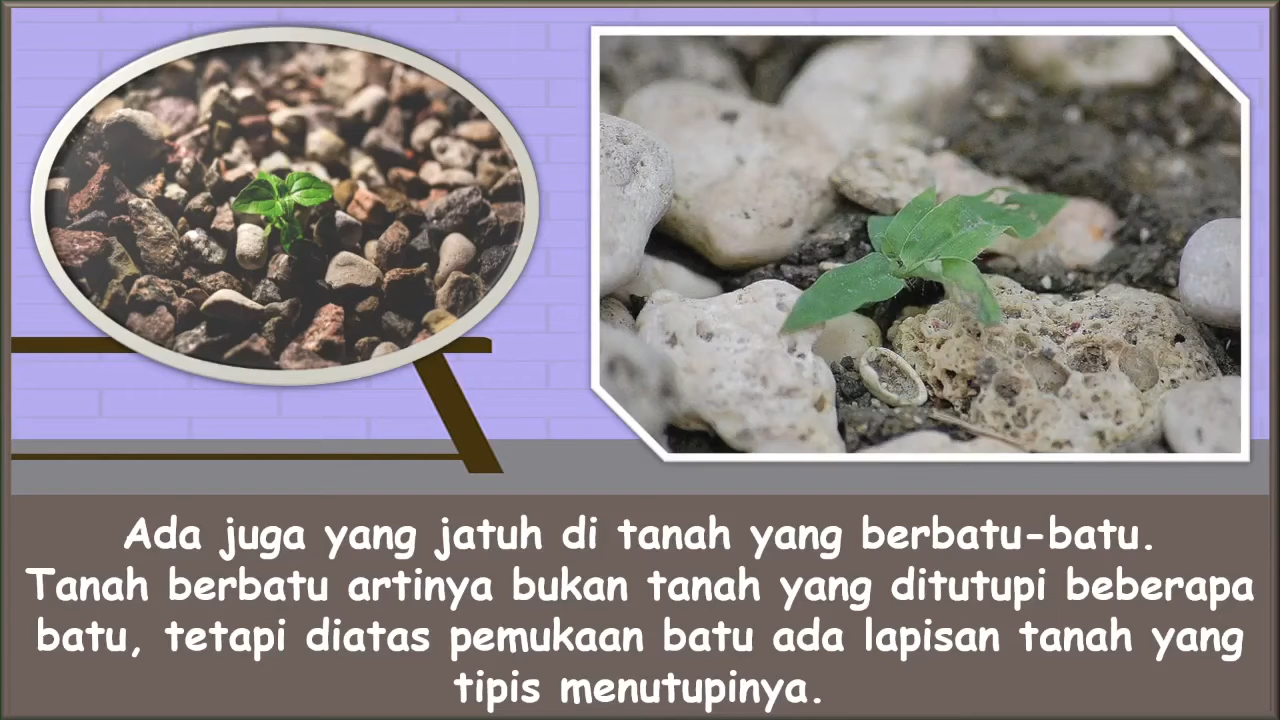 Ada juga yang jatuh di tanah yang berbatu-batu.
Tanah berbatu artinya bukan tanah yang ditutupi beberapa
batu, tetapi diatas pemukaan batu ada lapisan tanah yang
tipis menutupinya.